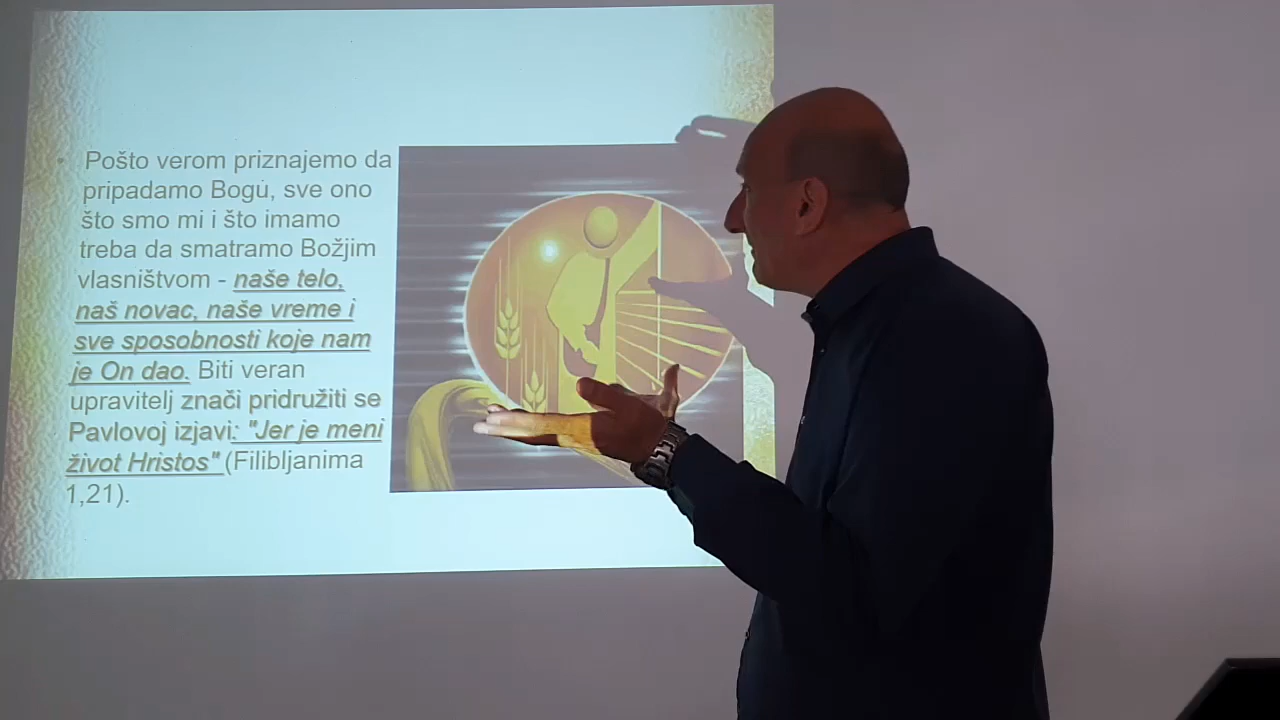 Pošto verom priznajemo da
pripadamo Bogu, sve ono
što smo mi i što imamo
treba da smatramo Božjim
vlasništvom - naše telo,
naš novac, naše vreme i
sve sposobnosti koje nam
je On dao. Biti veran
upravitelj znači pridružiti se
Pavlovoj izjavi: "Jer je meni
život Hristos" (Filibljanima
1,21).